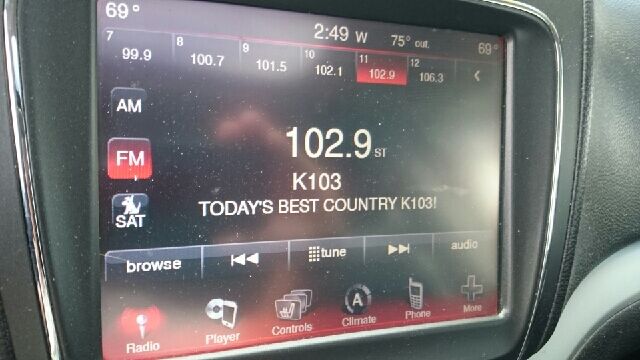 69° 2:49 W 75° out. 69°
7 8 9 10 11 12
99.9 100.7 101.5 102.1 102.9 106.3
AM
102.9 ST
FM
K103
TODAY'S BEST COUNTRY K103!
SAT
browse tune audio
Radio Player Controls A Climate Phone More